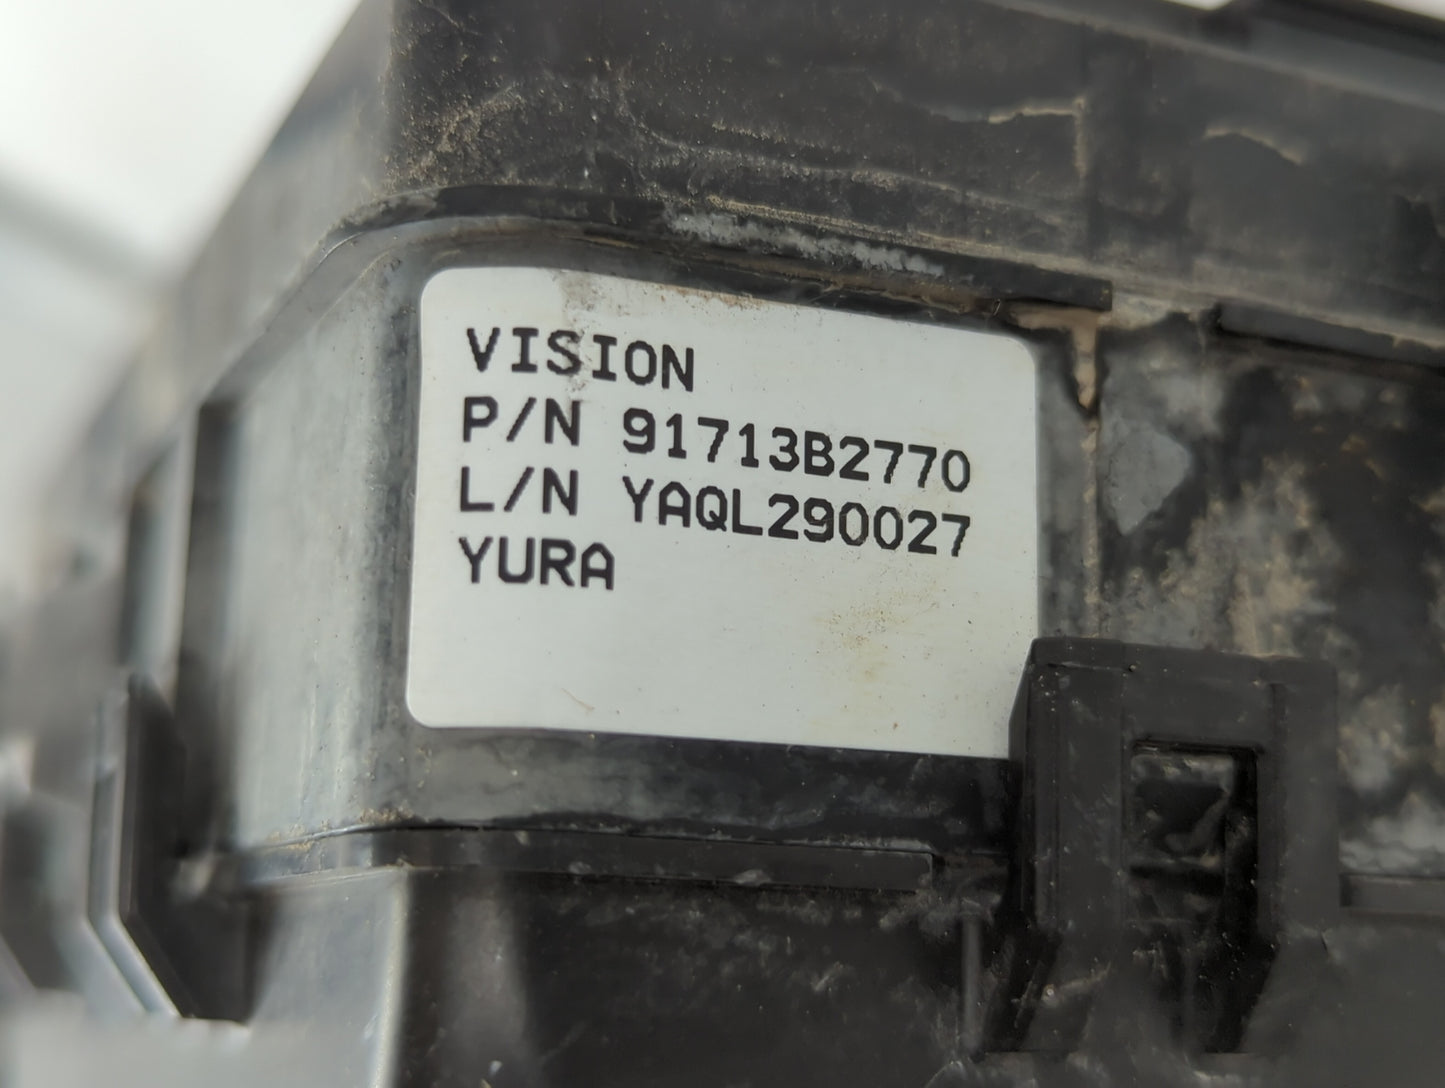 VISION
P/N 91713B2770
L/N YAQL290027
YURA